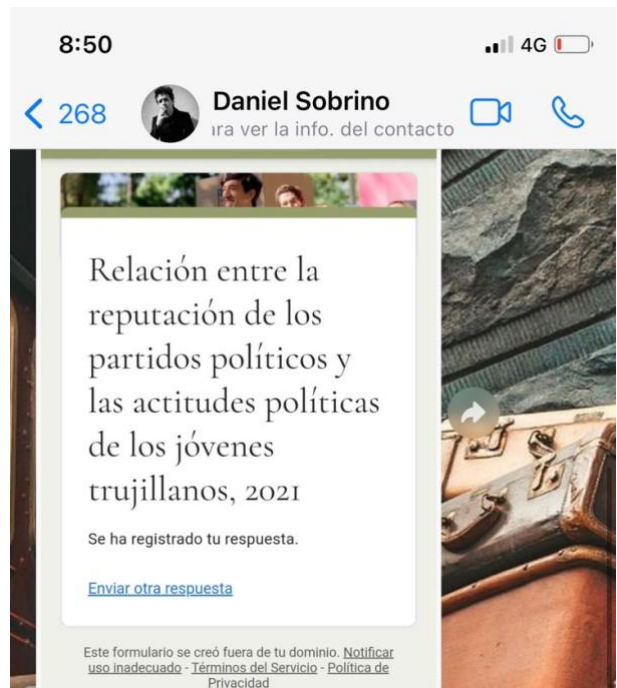 8:50
4G
268
Daniel Sobrino
ara ver la info. del contacto
Relación entre la
reputación de los
partidos políticos y
las actitudes políticas
de los jóvenes
trujillanos, 2021
Se ha registrado tu respuesta.
Enviar otra respuesta
Este formulario se creó fuera de tu dominio. Notificar
uso inadecuado - Términos del Servicio - Política de
Privacidad